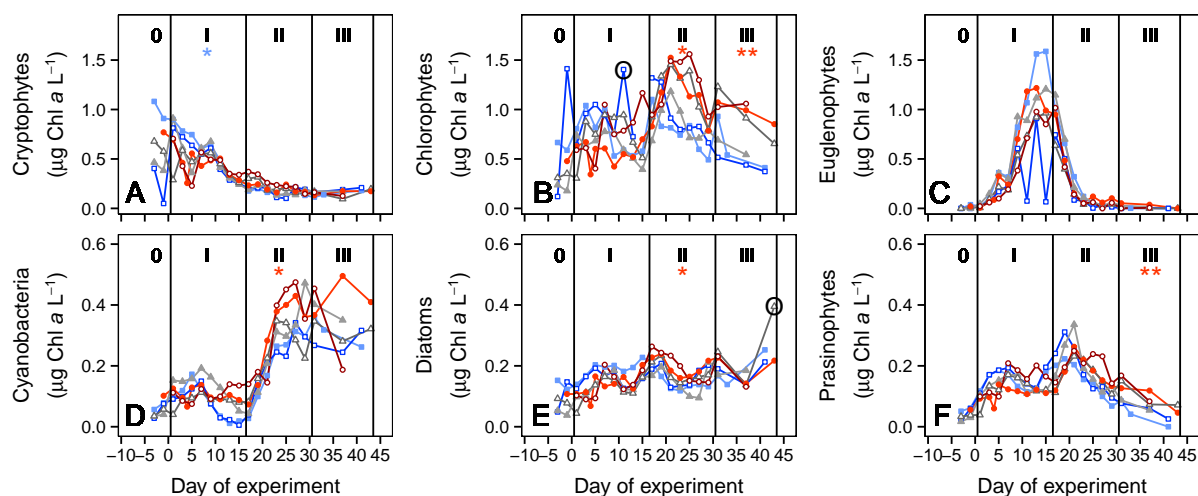 0 I II III
*
Cryptophytes
(µg Chl a L⁻¹)
1.5
1.0
0.5
0.0
A
0 I II III
* **
Chlorophytes
(µg Chl a L⁻¹)
1.5
1.0
0.5
0.0
B
0 I II III
Euglenophytes
(µg Chl a L⁻¹)
1.5
1.0
0.5
0.0
C
0 I II III
*
Cyanobacteria
(µg Chl a L⁻¹)
0.6
0.4
0.2
0.0
D
−10 −5 0 5 10 15 20 25 30 35 40 45
Day of experiment
0 I II III
*
Diatoms
(µg Chl a L⁻¹)
0.6
0.4
0.2
0.0
E
−10 −5 0 5 10 15 20 25 30 35 40 45
Day of experiment
0 I II III
**
Prasinophytes
(µg Chl a L⁻¹)
0.6
0.4
0.2
0.0
F
−10 −5 0 5 10 15 20 25 30 35 40 45
Day of experiment